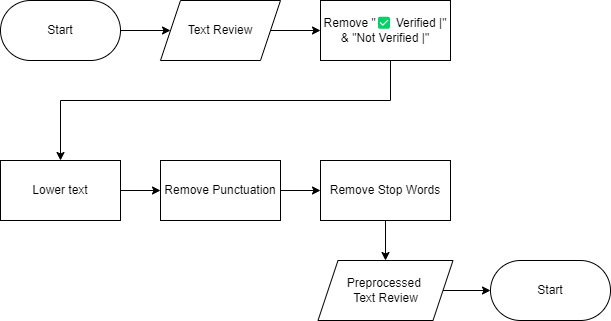 Start
Text Review
Remove "✅ Verified |"
& "Not Verified |"
Lower text
Remove Punctuation
Remove Stop Words
Preprocessed
Text Review
Start